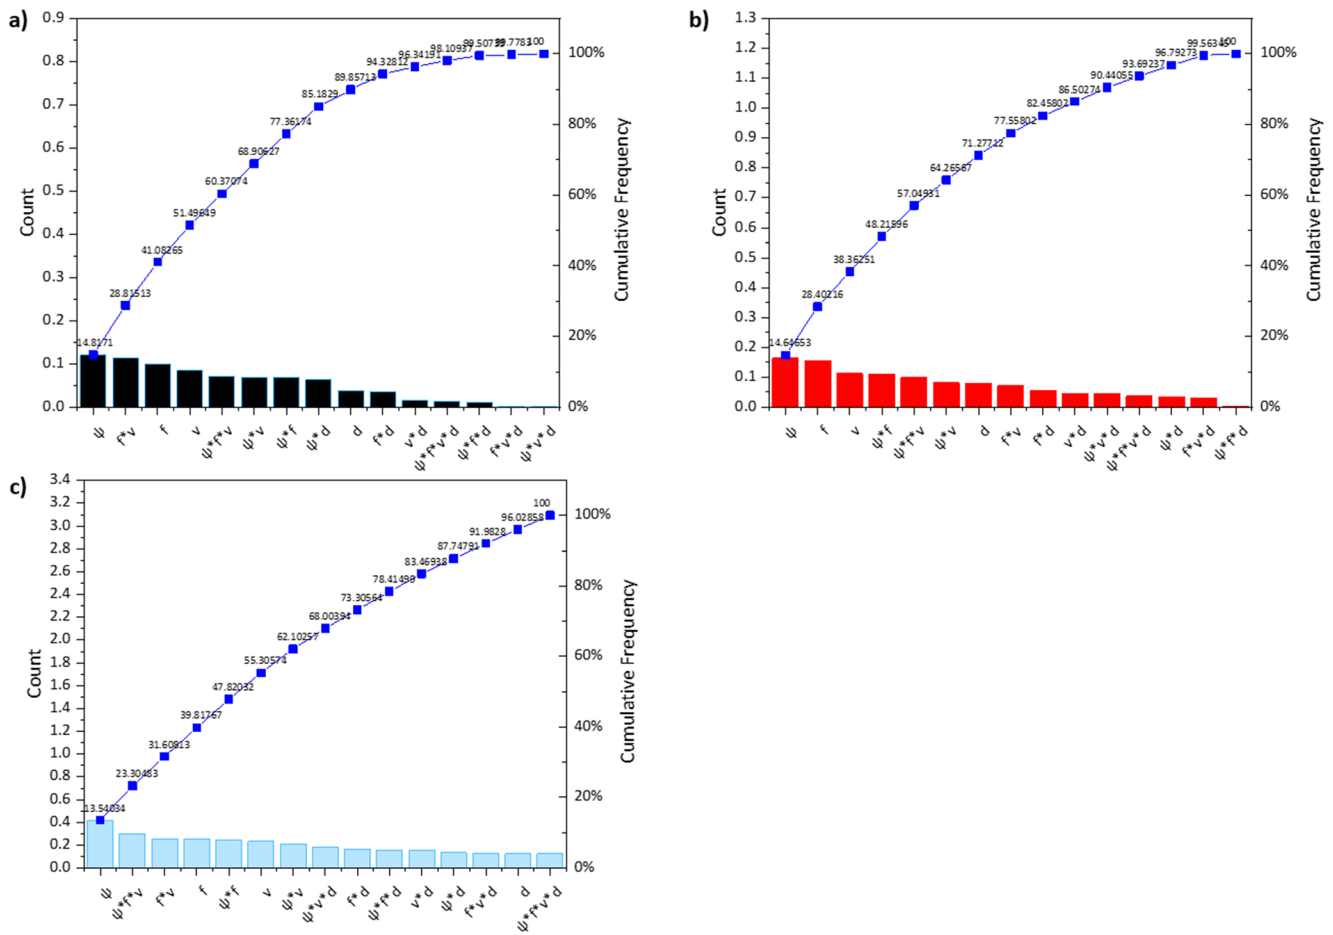 a)
Count
0.9
0.8
0.7
0.6
0.5
0.4
0.3
0.2
0.1
0.0
14.8171
28.81513
41.08265
51.49649
60.37074
68.90627
77.36174
85.1829
89.85713
94.32812
96.34191
98.10937
99.7783
100
100%
80%
60%
40%
20%
0%
Cumulative Frequency
ψ
f*v
f
v
ψ*f*v
ψ*v
ψ*f
ψ*d
d
f*d
v*d
ψ*f*v*d
ψ*f*d
f*v*d
ψ*v*d
b)
Count
1.3
1.2
1.1
1.0
0.9
0.8
0.7
0.6
0.5
0.4
0.3
0.2
0.1
0.0
14.64653
28.40216
38.36251
48.21596
57.04931
64.26567
71.27712
77.55802
82.45802
86.50274
90.44055
93.69237
96.79273
100
100%
80%
60%
40%
20%
0%
Cumulative Frequency
ψ
f
v
ψ*f
ψ*f*v
ψ*v
d
f*v
f*d
v*d
ψ*v*d
ψ*f*v*d
ψ*d
f*v*d
ψ*f*d
c)
Count
3.4
3.2
3.0
2.8
2.6
2.4
2.2
2.0
1.8
1.6
1.4
1.2
1.0
0.8
0.6
0.4
0.2
0.0
13.54034
23.30483
31.60813
39.81767
47.82032
55.30574
62.10257
68.00394
73.30564
78.41499
83.46938
87.74791
91.9828
96.02858
100
100%
80%
60%
40%
20%
0%
Cumulative Frequency
ψ
ψ*f*v
f*v
f
ψ*f
v
ψ*v
ψ*v*d
f*d
ψ*f*d
v*d
ψ*d
f*v*d
d
ψ*f*v*d